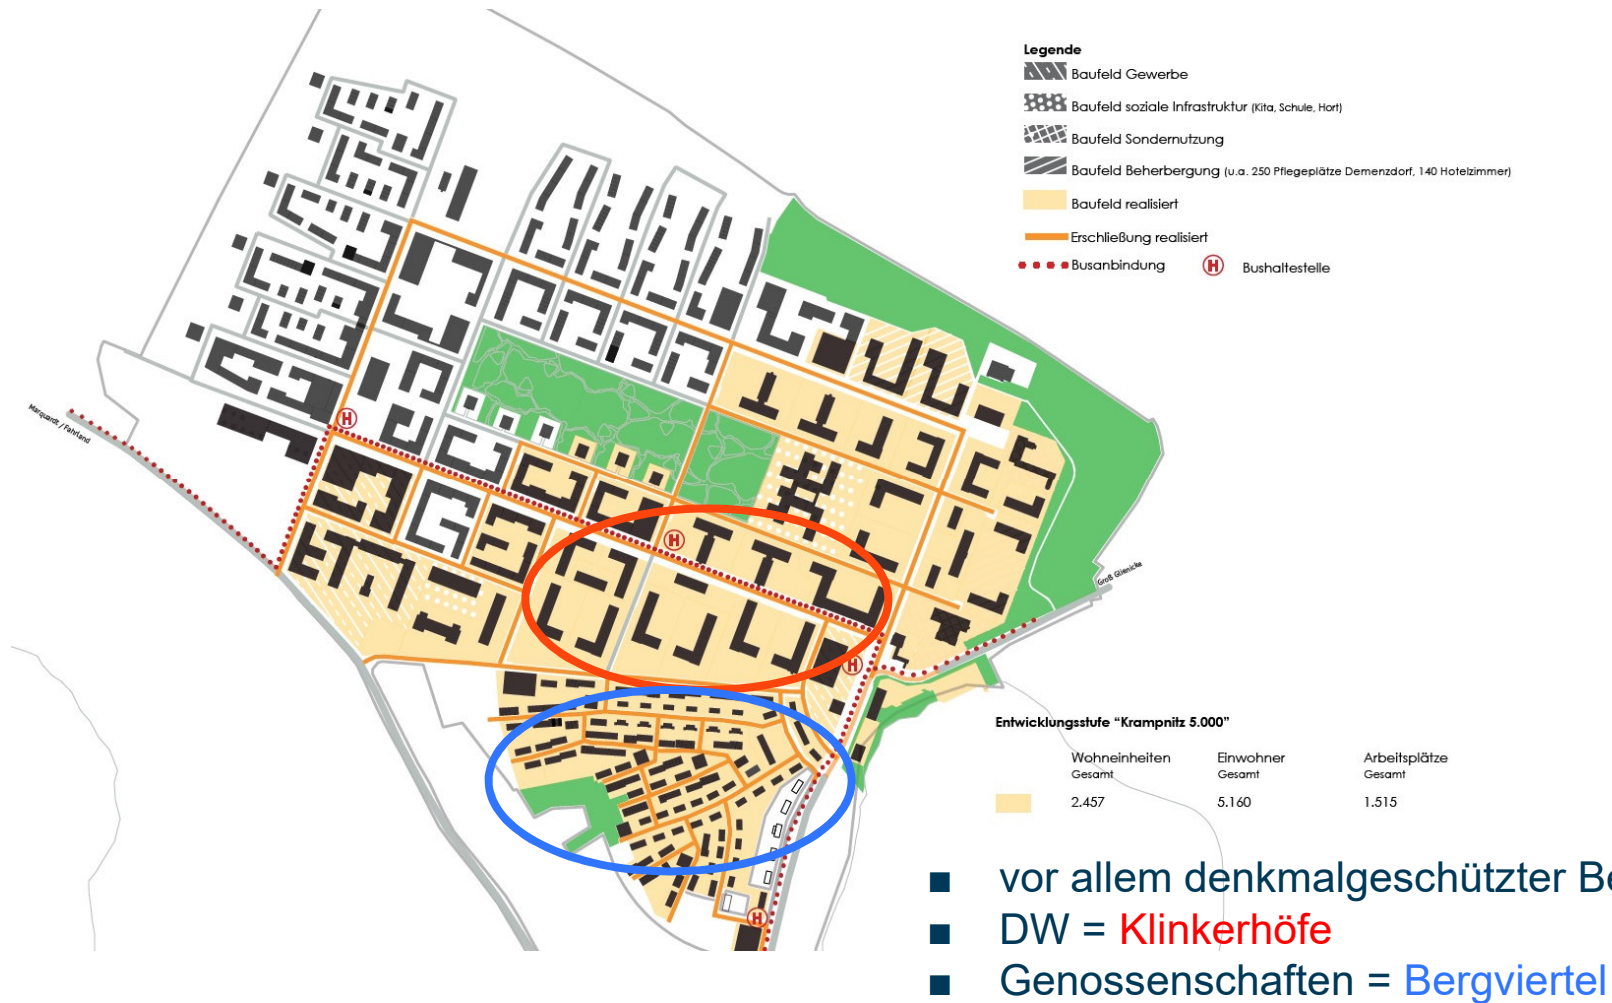 Legende
Baufeld Gewerbe
Baufeld soziale Infrastruktur (Kita, Schule, Hort)
Baufeld Sondernutzung
Baufeld Beherbergung (u.a. 250 Pflegeplätze Demenzdorf, 140 Hotelzimmer)
Baufeld realisiert
Erschließung realisiert
Busanbindung H Bushaltestelle
Marquardt / Fahrland
H
H
Groß Glienicke
H
H
Entwicklungsstufe “Krampnitz 5.000”
Wohneinheiten Einwohner Arbeitsplätze
Gesamt Gesamt Gesamt
2.457 5.160 1.515
■ vor allem denkmalgeschützter Be
■ DW = Klinkerhöfe
■ Genossenschaften = Bergviertel